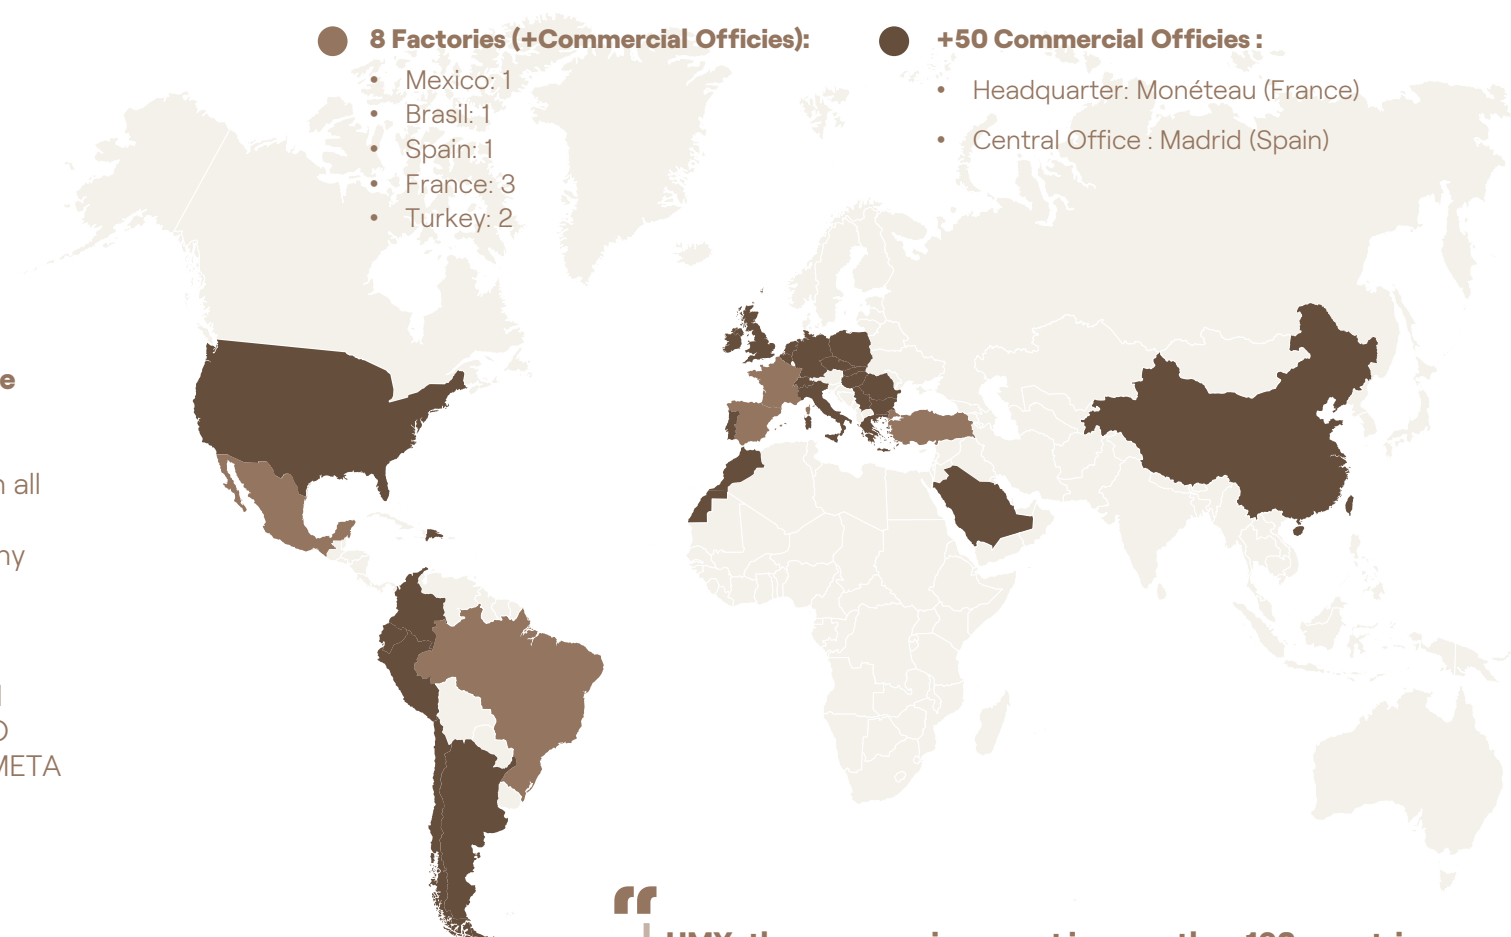 8 Factories (+Commercial Officies):
• Mexico: 1
• Brasil: 1
• Spain: 1
• France: 3
• Turkey: 2
+50 Commercial Officies :
• Headquarter: Monéteau (France)
• Central Office : Madrid (Spain)
e
all
ny
META
“